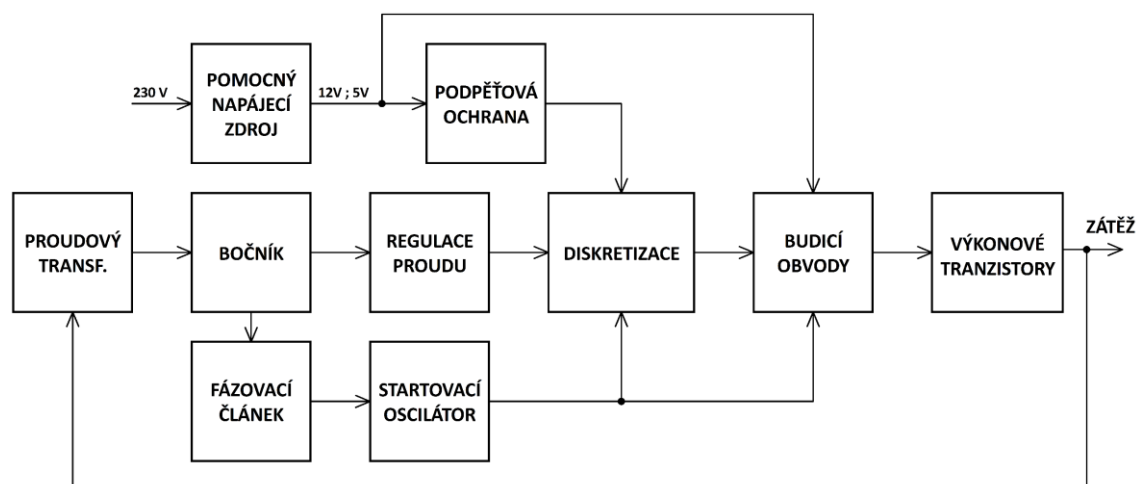 230 V
POMOCNÝ
NAPÁJECÍ
ZDROJ
12V ; 5V
PODPĚŤOVÁ
OCHRANA
PROUDOVÝ
TRANSF.
BOČNÍK
REGULACE
PROUDU
DISKRETIZACE
BUDICÍ
OBVODY
VÝKONOVÉ
TRANZISTORY
ZÁTĚŽ
FÁZOVACÍ
ČLÁNEK
STARTOVACÍ
OSCILÁTOR